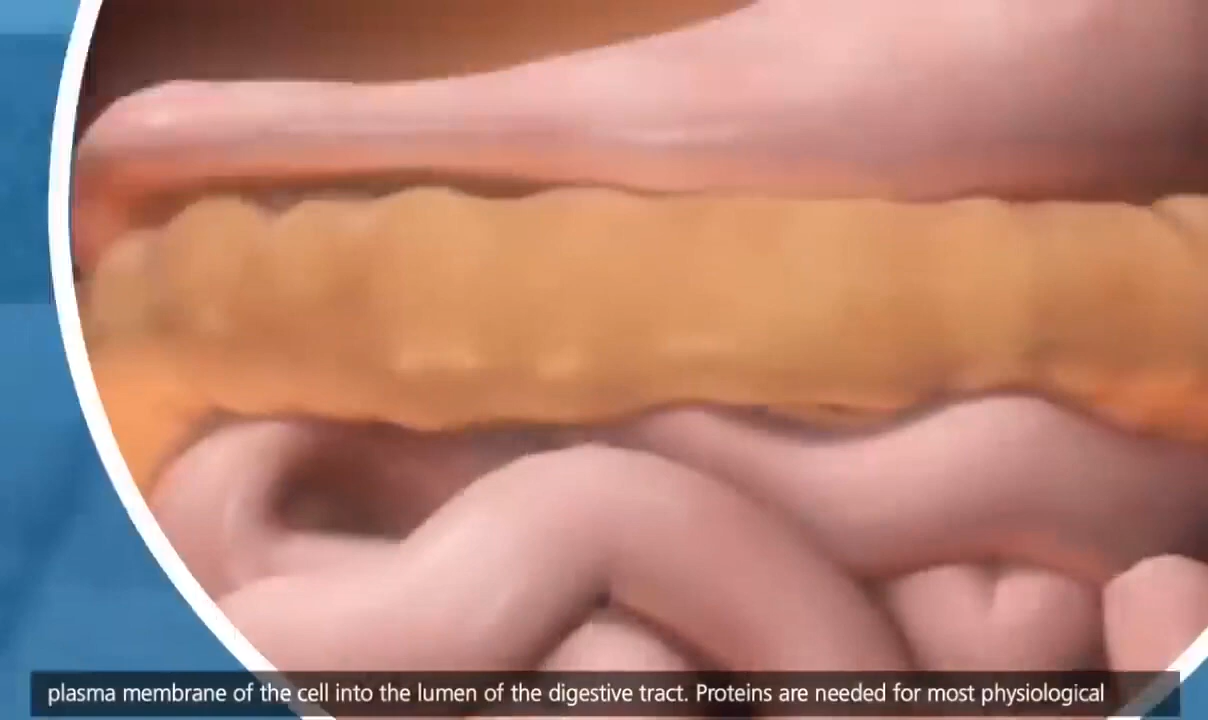 plasma membrane of the cell into the lumen of the digestive tract. Proteins are needed for most physiological